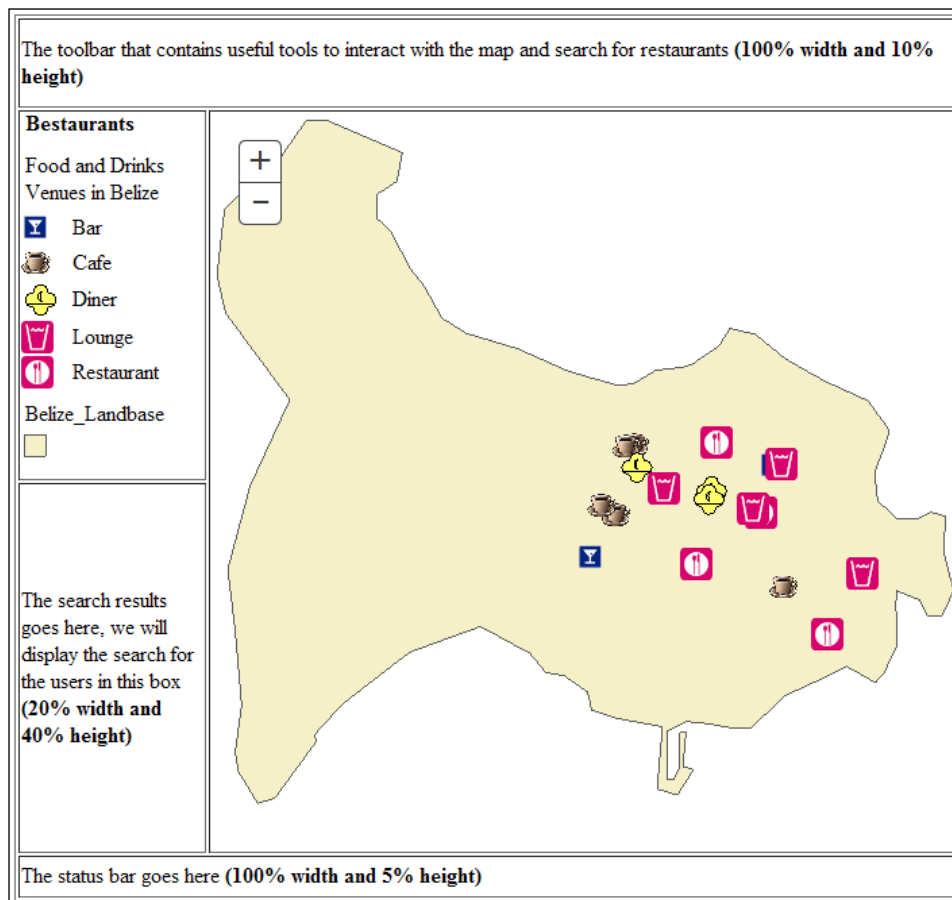 The toolbar that contains useful tools to interact with the map and search for restaurants (100% width and 10%
height)
Bestaurants
Food and Drinks
Venues in Belize
Bar
Cafe
Diner
Lounge
Restaurant
Belize_Landbase
+
−
The search results
goes here, we will
display the search for
the users in this box
(20% width and
40% height)
The status bar goes here (100% width and 5% height)